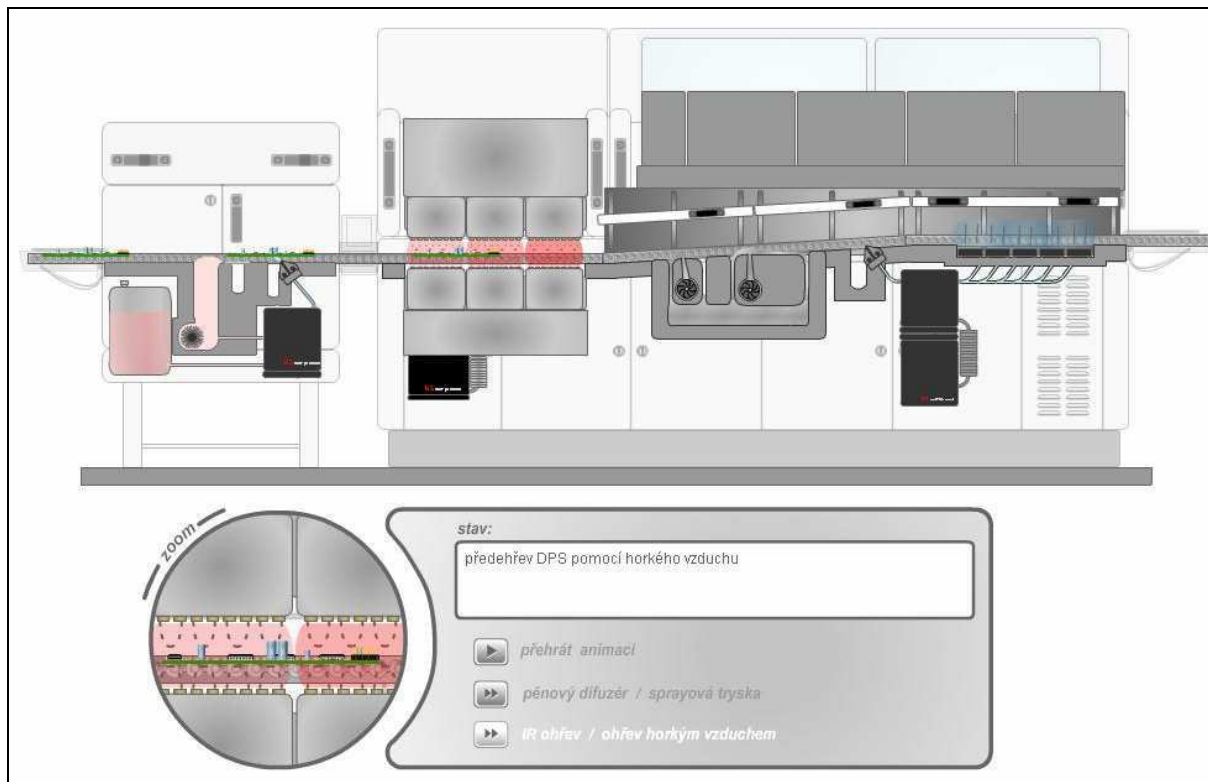 zoom
stav:
předehřev DPS pomocí horkého vzduchu
přehrát animaci
pěnový difuzér / sprayová tryska
IR ohřev / ohřev horkým vzduchem